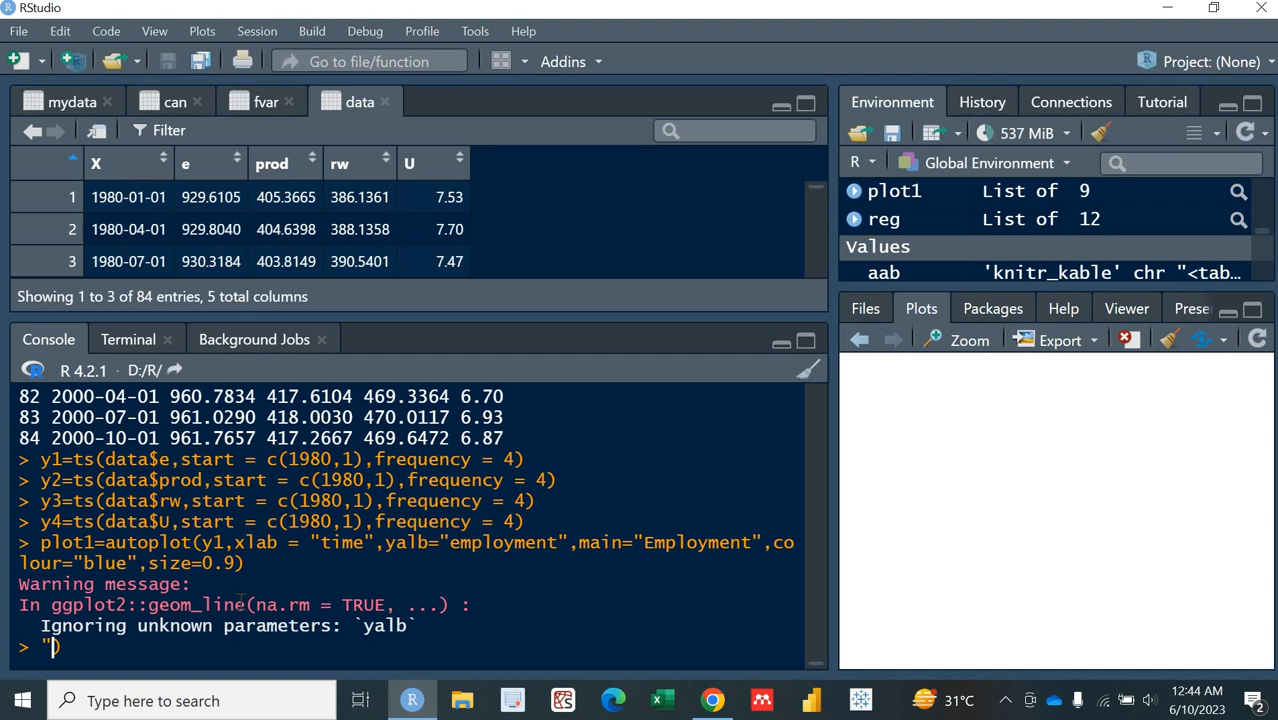 RStudio
File Edit Code View Plots Session Build Debug Profile Tools Help
Go to file/function Addins Project: (None)
mydata can fvar data
Filter
X e prod rw U
1 1980-01-01 929.6105 405.3665 386.1361 7.53
2 1980-04-01 929.8040 404.6398 388.1358 7.70
3 1980-07-01 930.3184 403.8149 390.5401 7.47
Showing 1 to 3 of 84 entries, 5 total columns
Console Terminal Background Jobs
R 4.2.1 · D:/R/
82 2000-04-01 960.7834 417.6104 469.3364 6.70
83 2000-07-01 961.0290 418.0030 470.0117 6.93
84 2000-10-01 961.7657 417.2667 469.6472 6.87
> y1=ts(data$e,start = c(1980,1),frequency = 4)
> y2=ts(data$prod,start = c(1980,1),frequency = 4)
> y3=ts(data$rw,start = c(1980,1),frequency = 4)
> y4=ts(data$U,start = c(1980,1),frequency = 4)
> plot1=autoplot(y1,xlab = "time",yalb="employment",main="Employment",co
lour="blue",size=0.9)
Warning message:
In ggplot2::geom_line(na.rm = TRUE, ...) :
Ignoring unknown parameters: `yalb`
> ")
Environment History Connections Tutorial
537 MiB
R Global Environment
plot1 List of 9
reg List of 12
Values
aab 'knitr_kable' chr "<tab…
Files Plots Packages Help Viewer Prese
Zoom Export
Type here to search
31°C
12:44 AM
6/10/2023
2